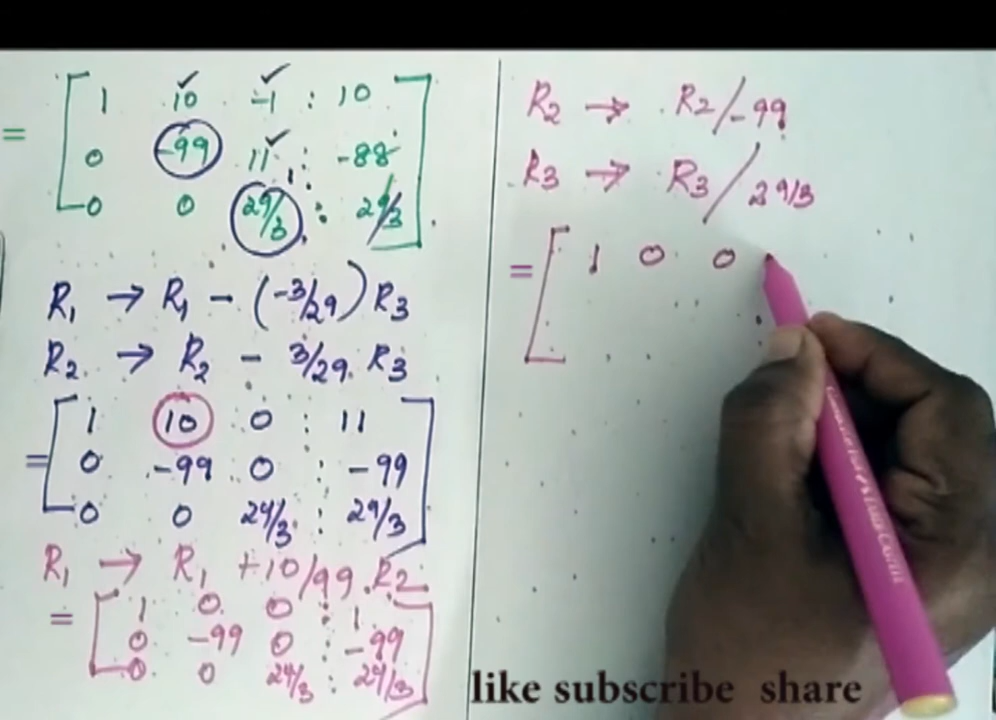 = [ 1 10 -1 : 10
0 -99 11 : -88
0 0 29/3 : 29/3 ]
R1 → R1 - (-3/29) R3
R2 → R2 - 3/29 R3
= [ 1 10 0 : 11
0 -99 0 : -99
0 0 29/3 : 29/3 ]
R1 → R1 +10/99 R2
= [ 1 0 0 : 1
0 -99 0 : -99
0 0 29/3 : 29/3 ]
R2 → R2/-99
R3 → R3/29/3
= [ 1 0 0
like subscribe share